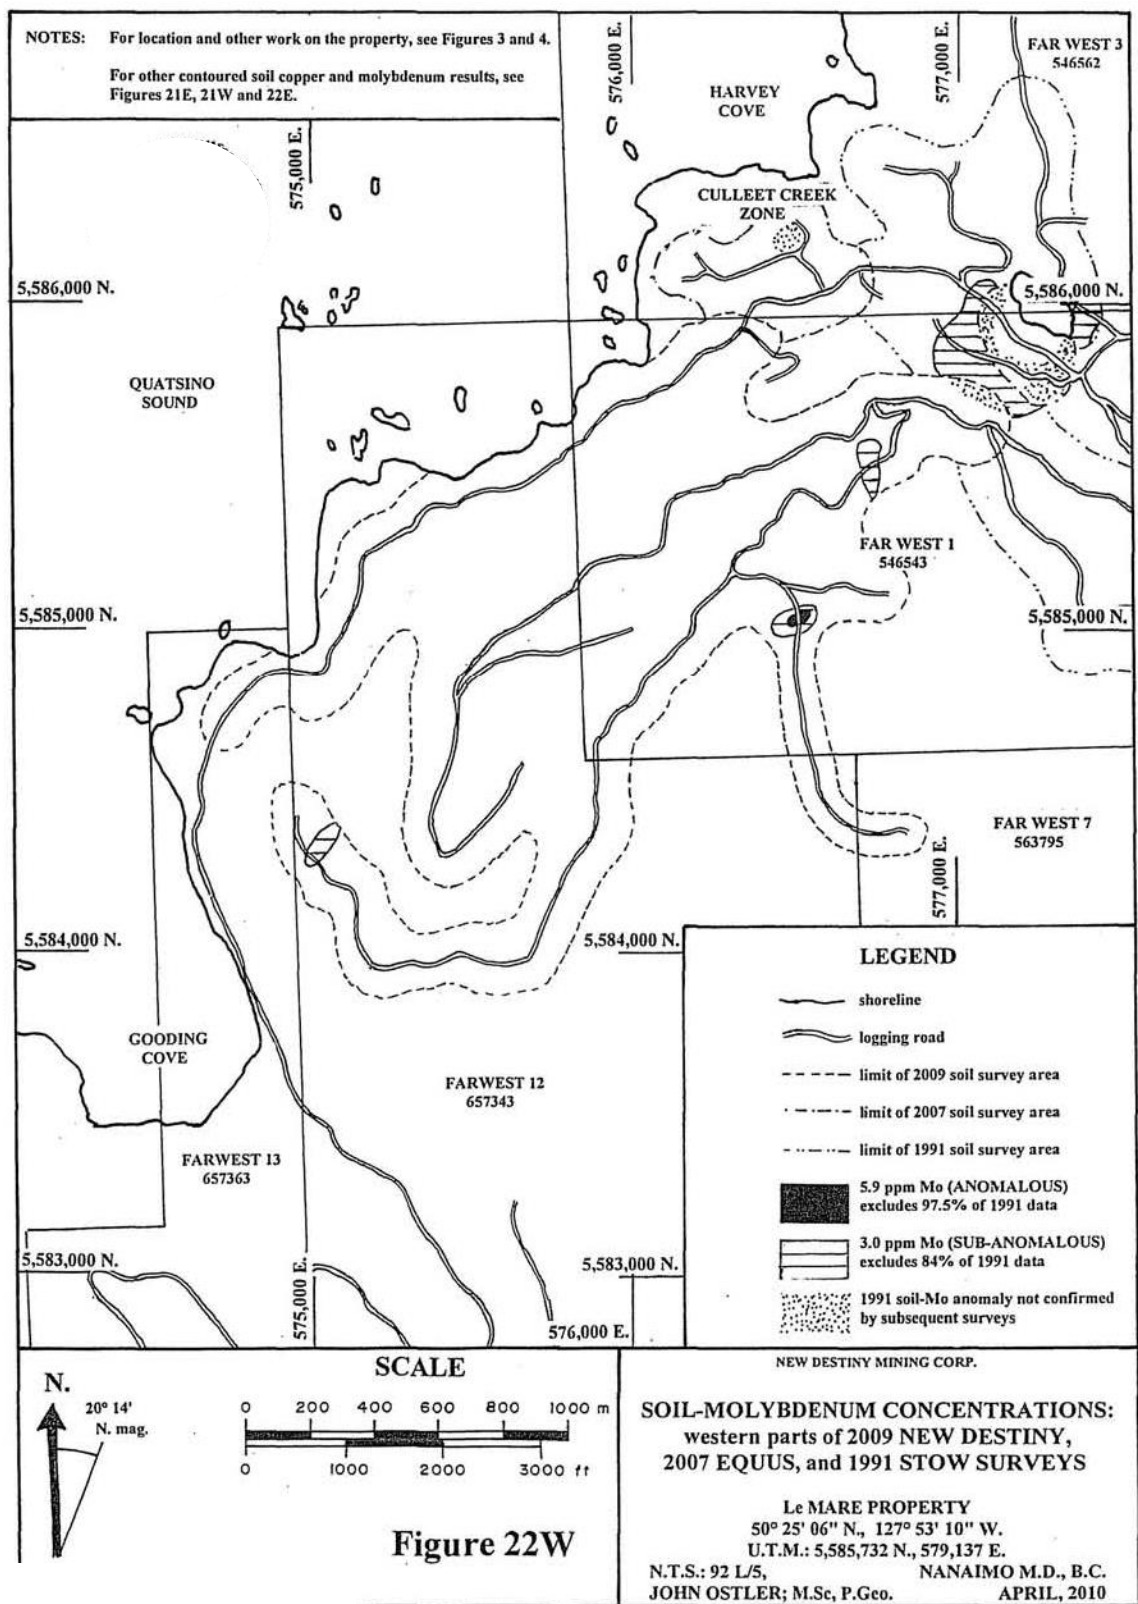 NOTES: For location and other work on the property, see Figures 3 and 4.
For other contoured soil copper and molybdenum results, see
Figures 21E, 21W and 22E.
575,000 E.
576,000 E.
577,000 E.
FAR WEST 3
546562
HARVEY
COVE
CULLEET CREEK
ZONE
5,586,000 N.
5,586,000 N.
QUATSINO
SOUND
FAR WEST 1
546543
5,585,000 N.
5,585,000 N.
FAR WEST 7
563795
577,000 E.
5,584,000 N.
5,584,000 N.
GOODING
COVE
FARWEST 12
657343
FARWEST 13
657363
5,583,000 N.
5,583,000 N.
575,000 E.
576,000 E.
LEGEND
shoreline
logging road
limit of 2009 soil survey area
limit of 2007 soil survey area
limit of 1991 soil survey area
5.9 ppm Mo (ANOMALOUS)
excludes 97.5% of 1991 data
3.0 ppm Mo (SUB-ANOMALOUS)
excludes 84% of 1991 data
1991 soil-Mo anomaly not confirmed
by subsequent surveys
N.
20° 14'
N. mag.
SCALE
0 200 400 600 800 1000 m
0 1000 2000 3000 ft
Figure 22W
NEW DESTINY MINING CORP.
SOIL-MOLYBDENUM CONCENTRATIONS:
western parts of 2009 NEW DESTINY,
2007 EQUUS, and 1991 STOW SURVEYS
Le MARE PROPERTY
50° 25' 06" N., 127° 53' 10" W.
U.T.M.: 5,585,732 N., 579,137 E.
N.T.S.: 92 L/5, NANAIMO M.D., B.C.
JOHN OSTLER; M.Sc, P.Geo. APRIL, 2010